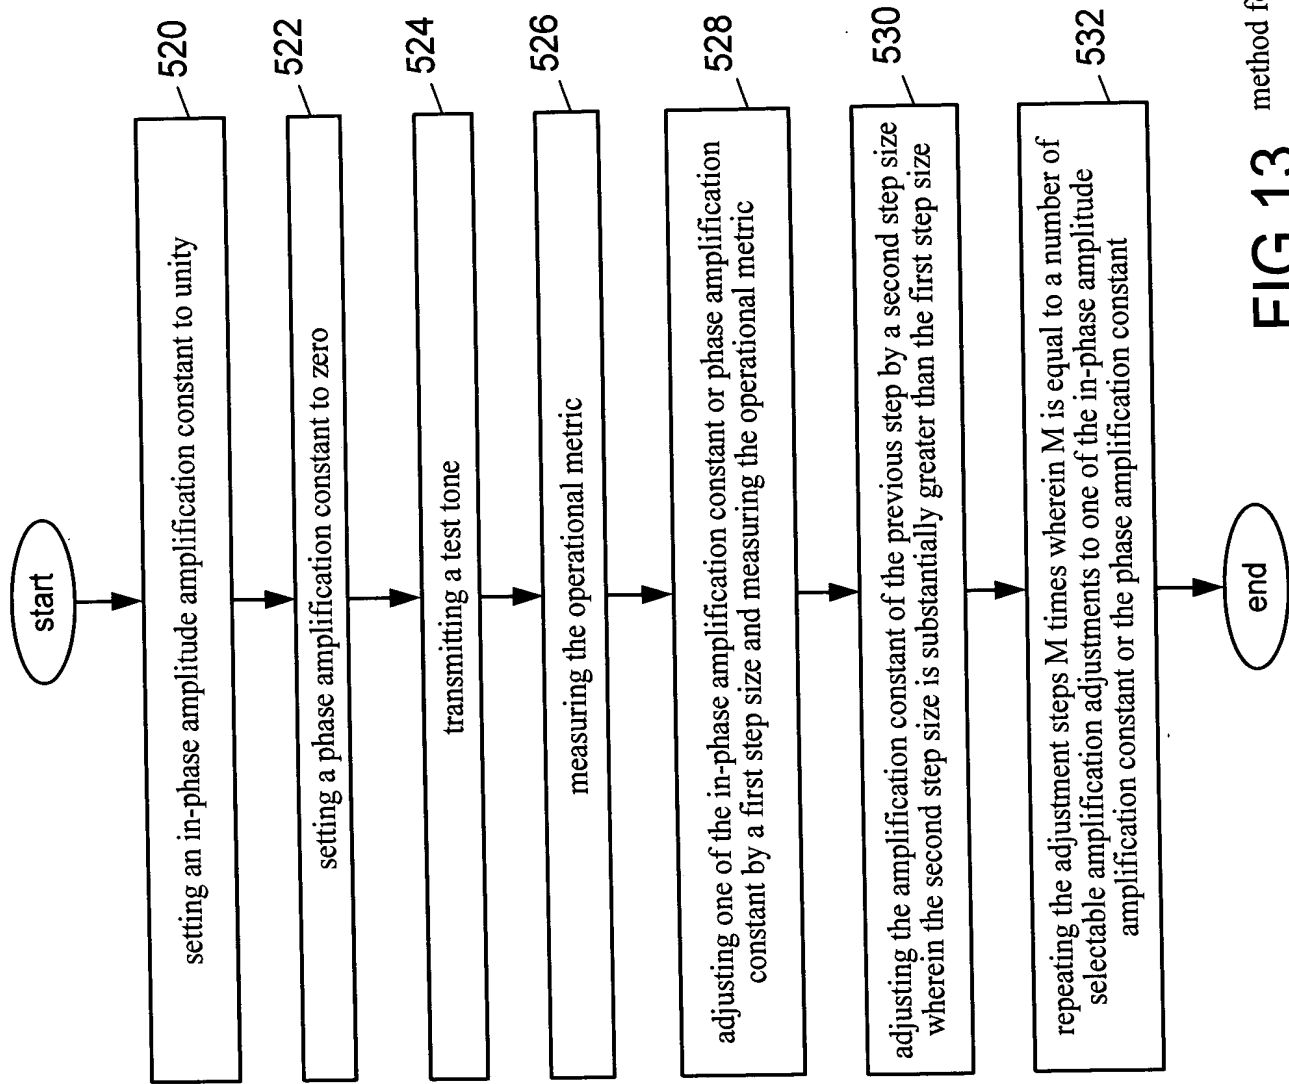 start
setting an in-phase amplitude amplification constant to unity
520
setting a phase amplification constant to zero
522
transmitting a test tone
524
measuring the operational metric
526
adjusting one of the in-phase amplification constant or phase amplification
constant by a first step size and measuring the operational metric
528
adjusting the amplification constant of the previous step by a second step size
wherein the second step size is substantially greater than the first step size
530
repeating the adjustment steps M times wherein M is equal to a number of
selectable amplification adjustments to one of the in-phase amplitude
amplification constant or the phase amplification constant
532
end
FIG 13 method